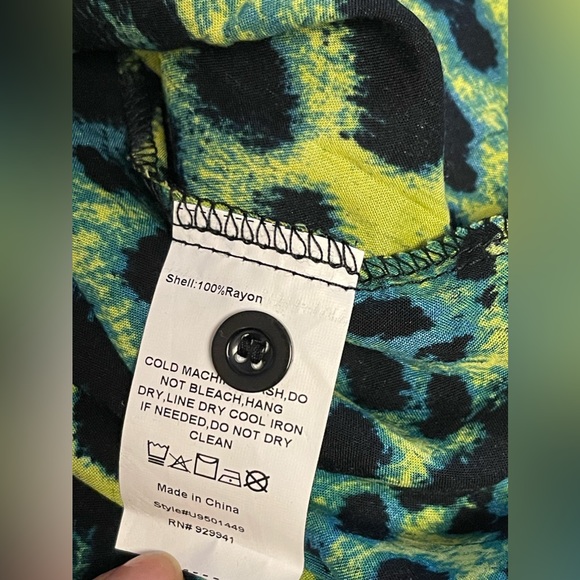 Shell:100%Rayon
COLD MACHI SH,DO
NOT BLEACH,HANG
DRY,LINE DRY COOL IRON
IF NEEDED,DO NOT DRY
CLEAN
Made in China
Style#U9501449
RN# 929941